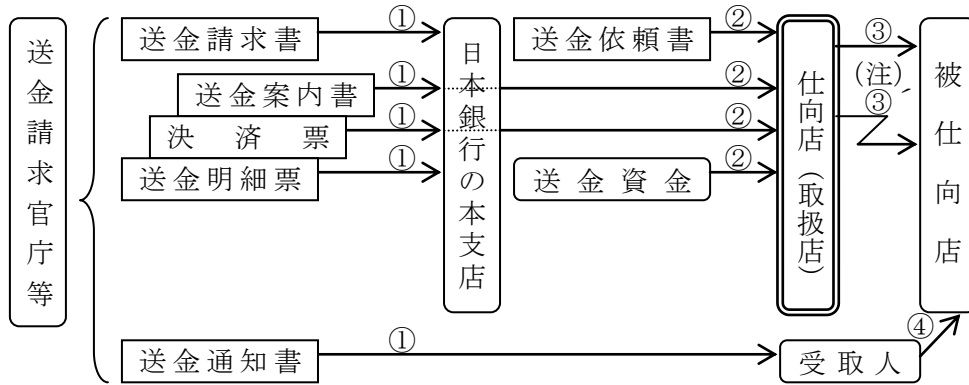 送金請求官庁等
送金請求書
①
送金案内書
①
決済票
①
送金明細票
①
日本銀行の本支店
送金依頼書
②
②
②
送金資金
②
仕向店(取扱店)
③
(注)
③´
被仕向店
送金通知書
①
受取人
④